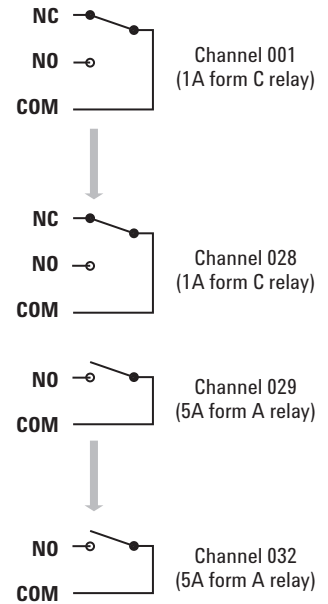 NC
NO
COM
Channel 001
(1A form C relay)
NC
NO
COM
Channel 028
(1A form C relay)
NO
COM
Channel 029
(5A form A relay)
NO
COM
Channel 032
(5A form A relay)